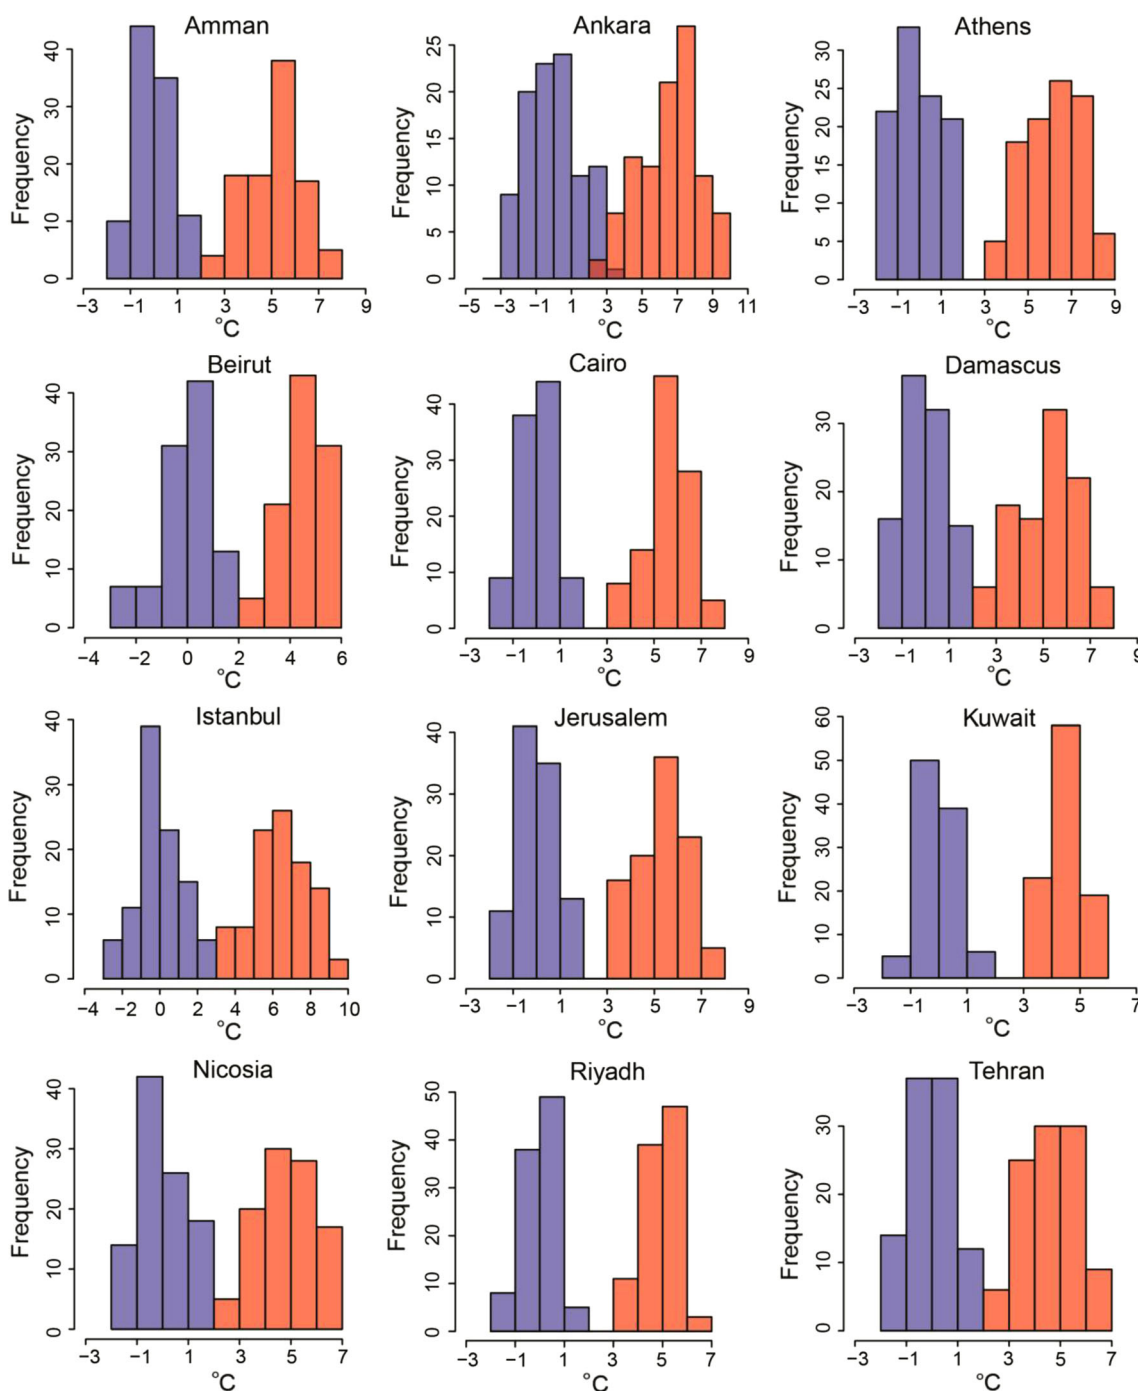 Amman
Frequency
0 10 20 30 40
−3 −1 1 3 5 7 9
°C
Ankara
Frequency
0 5 10 15 20 25
−5 −3 −1 1 3 5 7 9 11
°C
Athens
Frequency
0 5 10 15 20 25 30
−3 −1 1 3 5 7 9
°C
Beirut
Frequency
0 10 20 30 40
−4 −2 0 2 4 6
°C
Cairo
Frequency
0 10 20 30 40
−3 −1 1 3 5 7 9
°C
Damascus
Frequency
0 10 20 30
−3 −1 1 3 5 7 9
°C
Istanbul
Frequency
0 10 20 30 40
−4 −2 0 2 4 6 8 10
°C
Jerusalem
Frequency
0 10 20 30 40
−3 −1 1 3 5 7 9
°C
Kuwait
Frequency
0 10 20 30 40 50 60
−3 −1 1 3 5 7
°C
Nicosia
Frequency
0 10 20 30 40
−3 −1 1 3 5 7
°C
Riyadh
Frequency
0 10 20 30 40 50
−3 −1 1 3 5 7
°C
Tehran
Frequency
0 10 20 30
−3 −1 1 3 5 7
°C